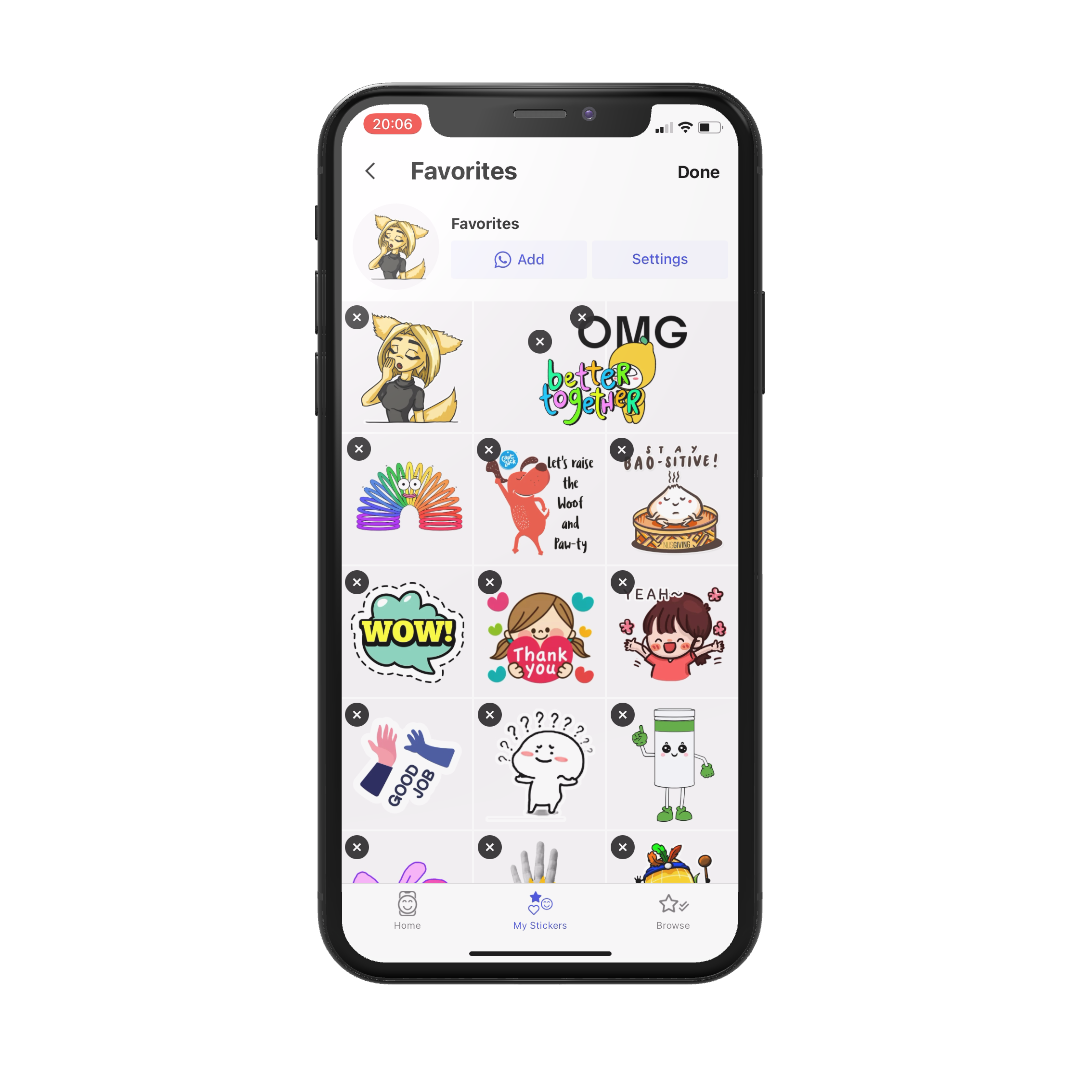 20:06
Favorites
Done
Favorites
Add
Settings
OMG
better
together
Let's raise
the
Woof
and
Paw-ty
STAY
BAO-SITIVE!
WOW!
Thank
you
YEAH~
GOOD
JOB
? ? ? ? ? ? ? ? ? ?
Home
My Stickers
Browse